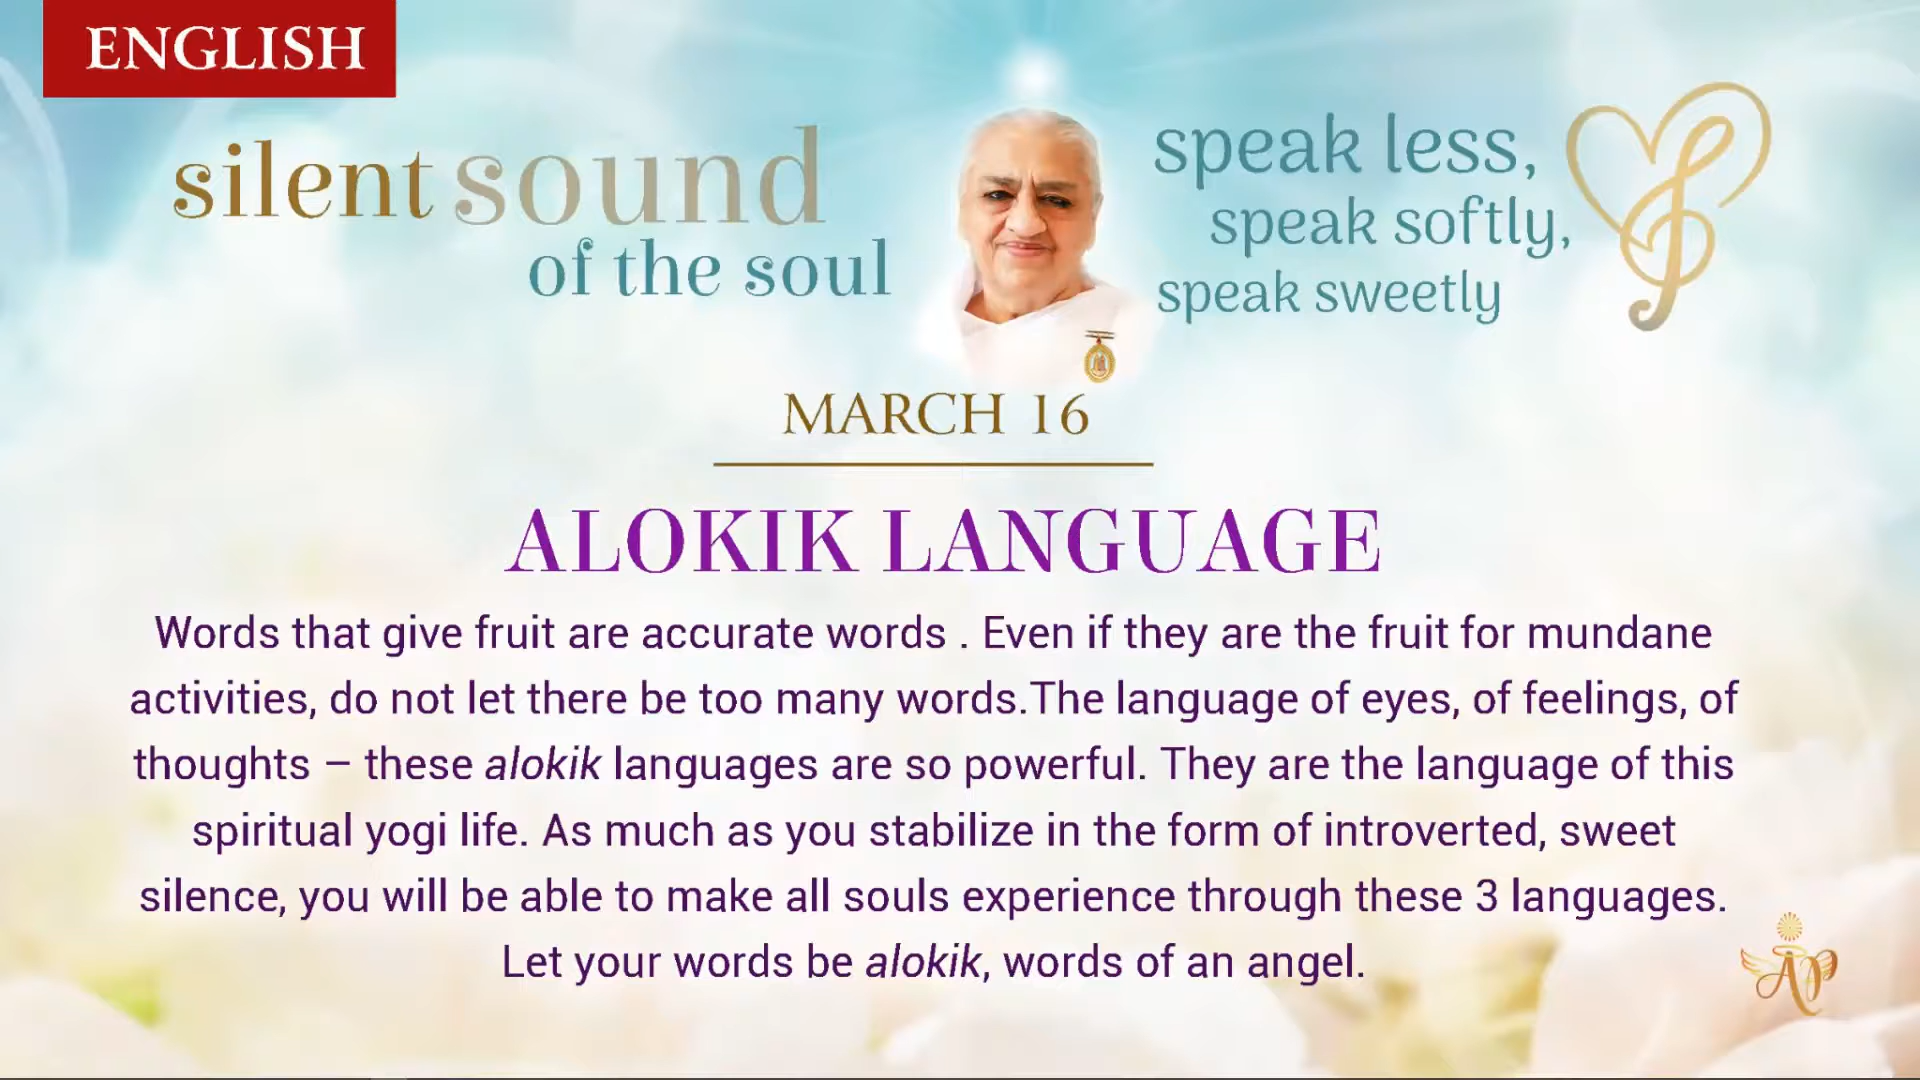 ENGLISH
silent sound
of the soul
speak less,
speak softly,
speak sweetly
MARCH 16
ALOKIK LANGUAGE
Words that give fruit are accurate words . Even if they are the fruit for mundane
activities, do not let there be too many words.The language of eyes, of feelings, of
thoughts – these alokik languages are so powerful. They are the language of this
spiritual yogi life. As much as you stabilize in the form of introverted, sweet
silence, you will be able to make all souls experience through these 3 languages.
Let your words be alokik, words of an angel.